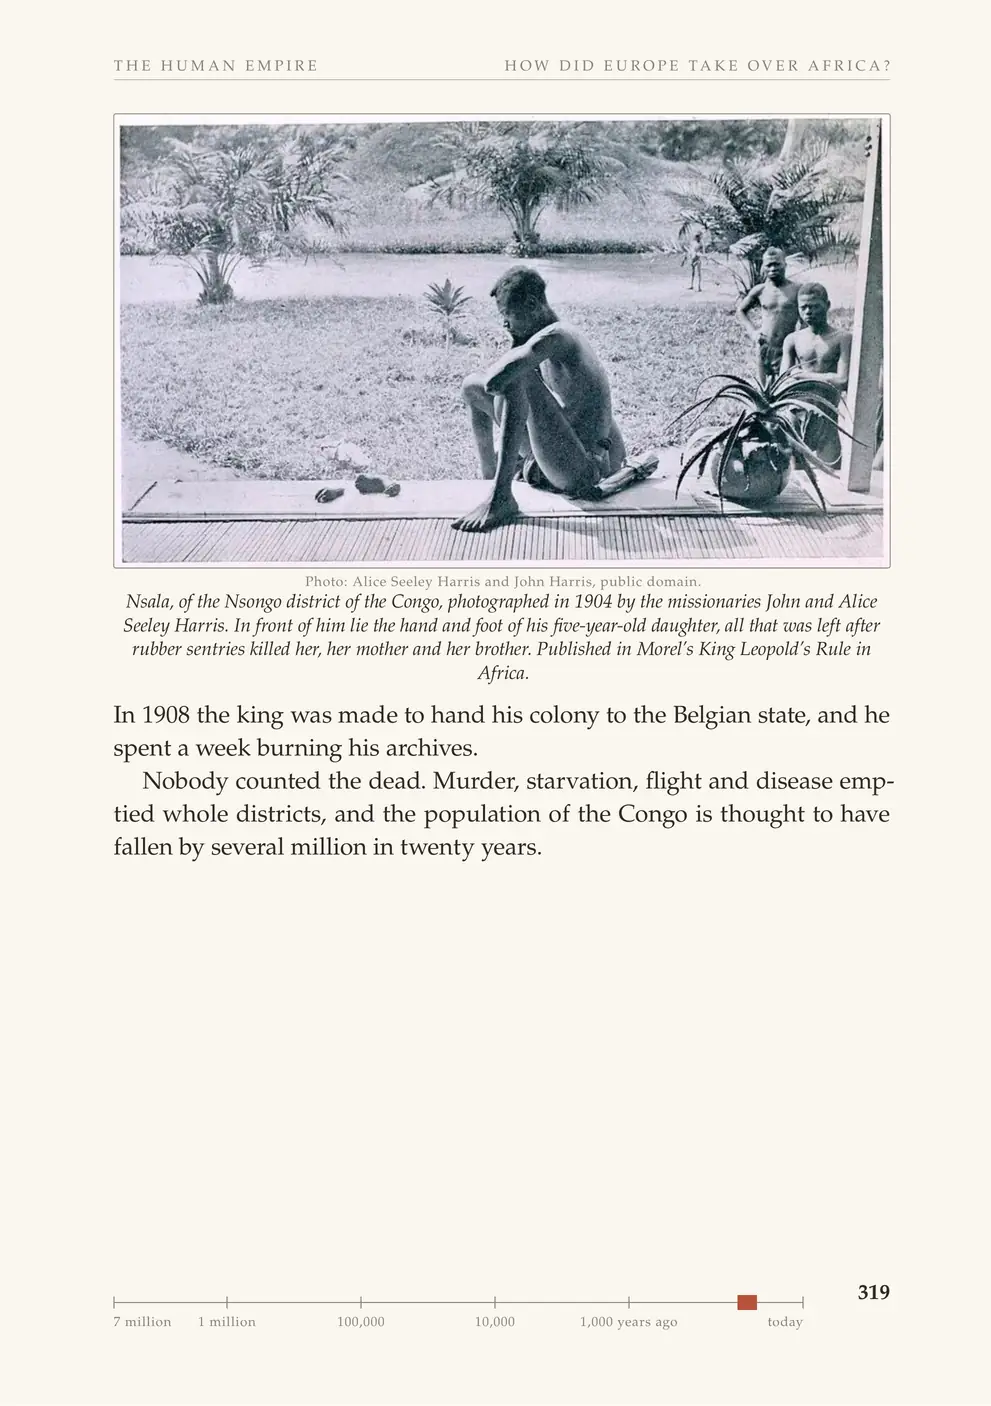 THE HUMAN EMPIRE
HOW DID EUROPE TAKE OVER AFRICA?
Photo: Alice Seeley Harris and John Harris, public domain.
Nsala, of the Nsongo district of the Congo, photographed in 1904 by the missionaries John and Alice
Seeley Harris. In front of him lie the hand and foot of his five-year-old daughter, all that was left after
rubber sentries killed her, her mother and her brother. Published in Morel's King Leopold's Rule in
Africa.
In 1908 the king was made to hand his colony to the Belgian state, and he
spent a week burning his archives.
Nobody counted the dead. Murder, starvation, flight and disease emp-
tied whole districts, and the population of the Congo is thought to have
fallen by several million in twenty years.
319
7 million 1 million 100,000 10,000 1,000 years ago today